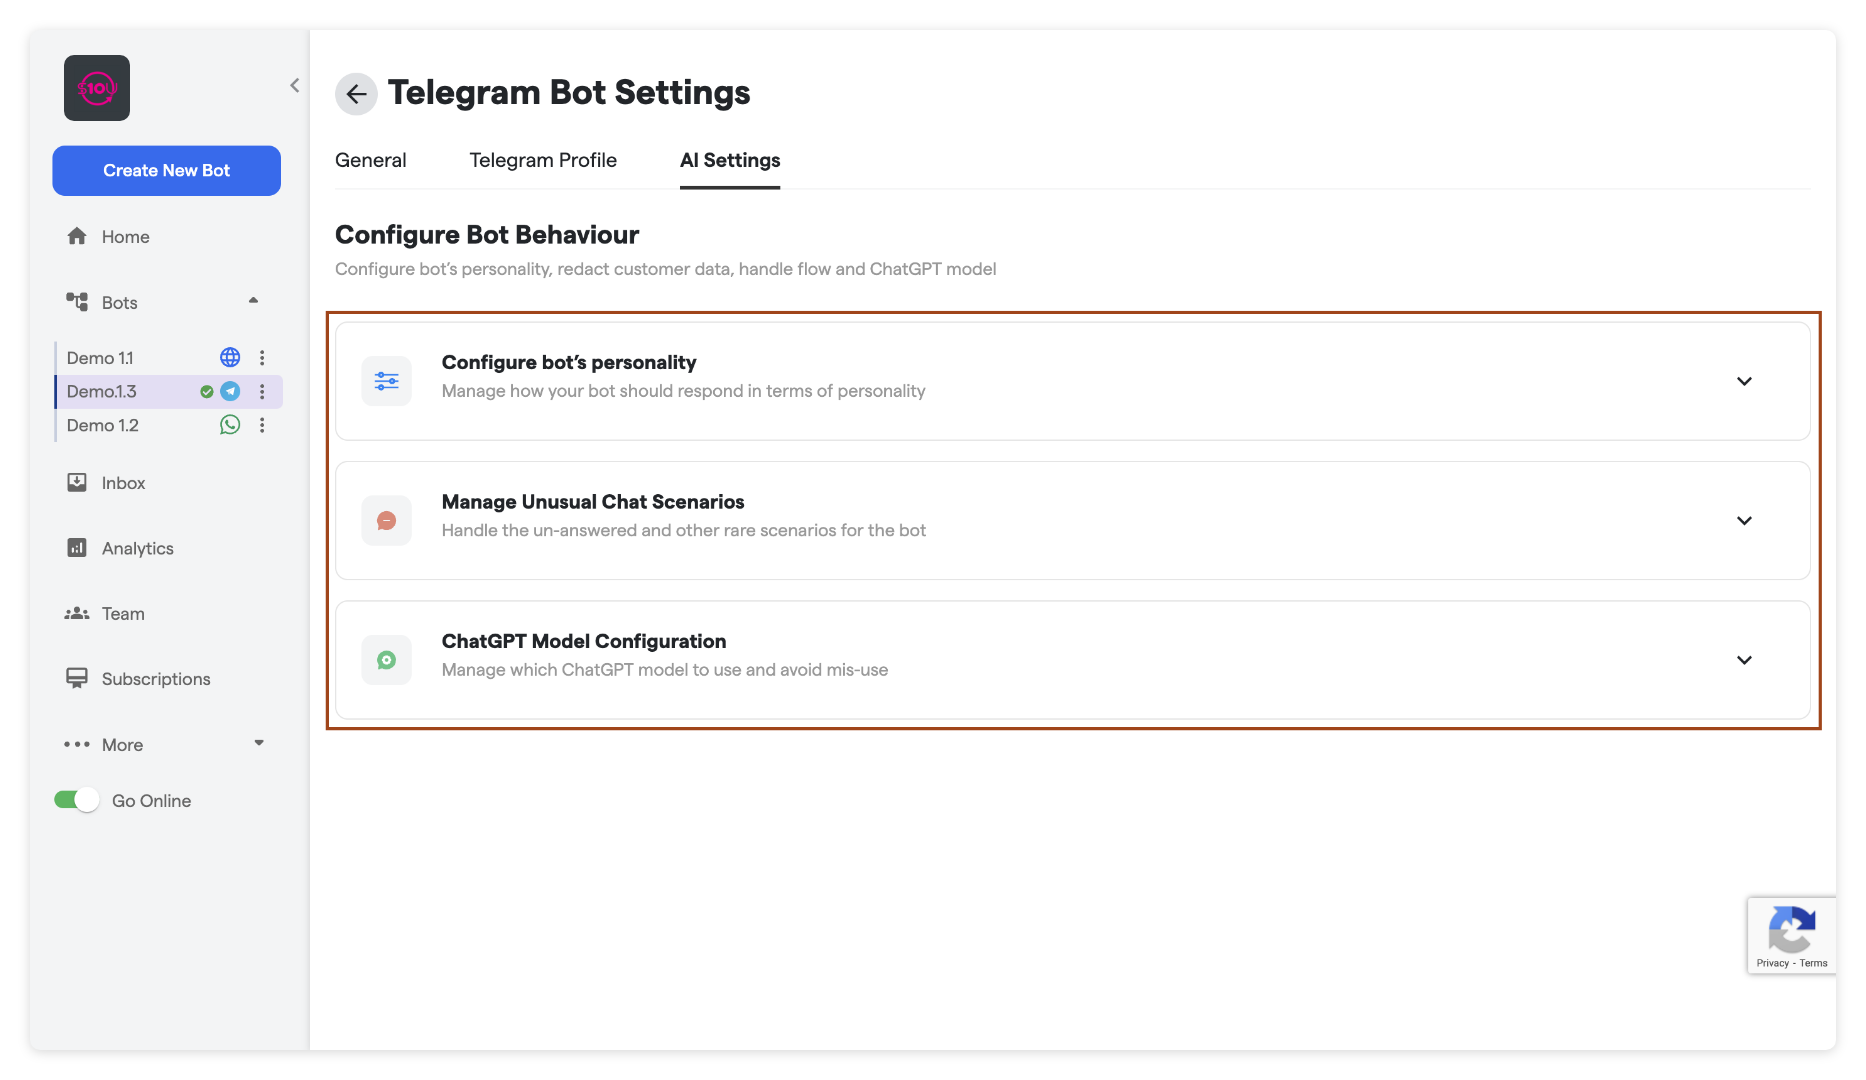 $10U
Create New Bot
Home
Bots
Demo 1.1
Demo.1.3
Demo 1.2
Inbox
Analytics
Team
Subscriptions
More
Go Online
Telegram Bot Settings
General
Telegram Profile
AI Settings
Configure Bot Behaviour
Configure bot’s personality, redact customer data, handle flow and ChatGPT model
Configure bot’s personality
Manage how your bot should respond in terms of personality
Manage Unusual Chat Scenarios
Handle the un-answered and other rare scenarios for the bot
ChatGPT Model Configuration
Manage which ChatGPT model to use and avoid mis-use
Privacy - Terms